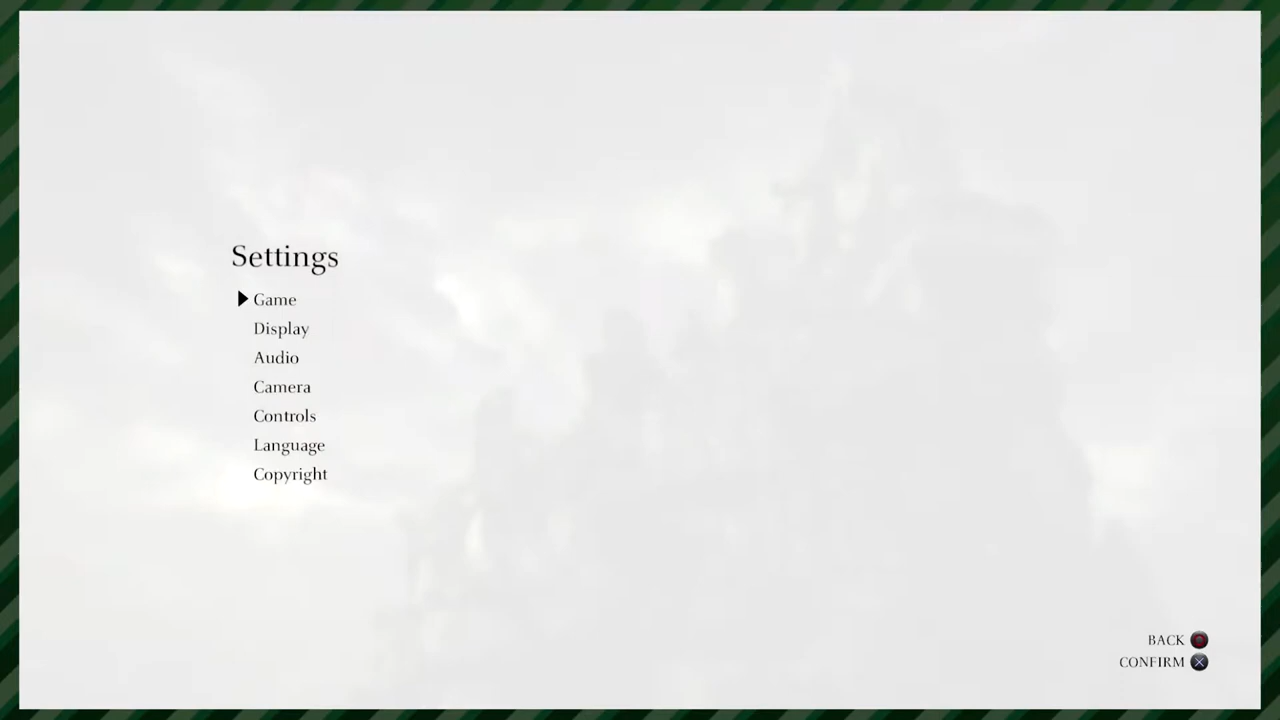 Settings
Game
Display
Audio
Camera
Controls
Language
Copyright
BACK
CONFIRM